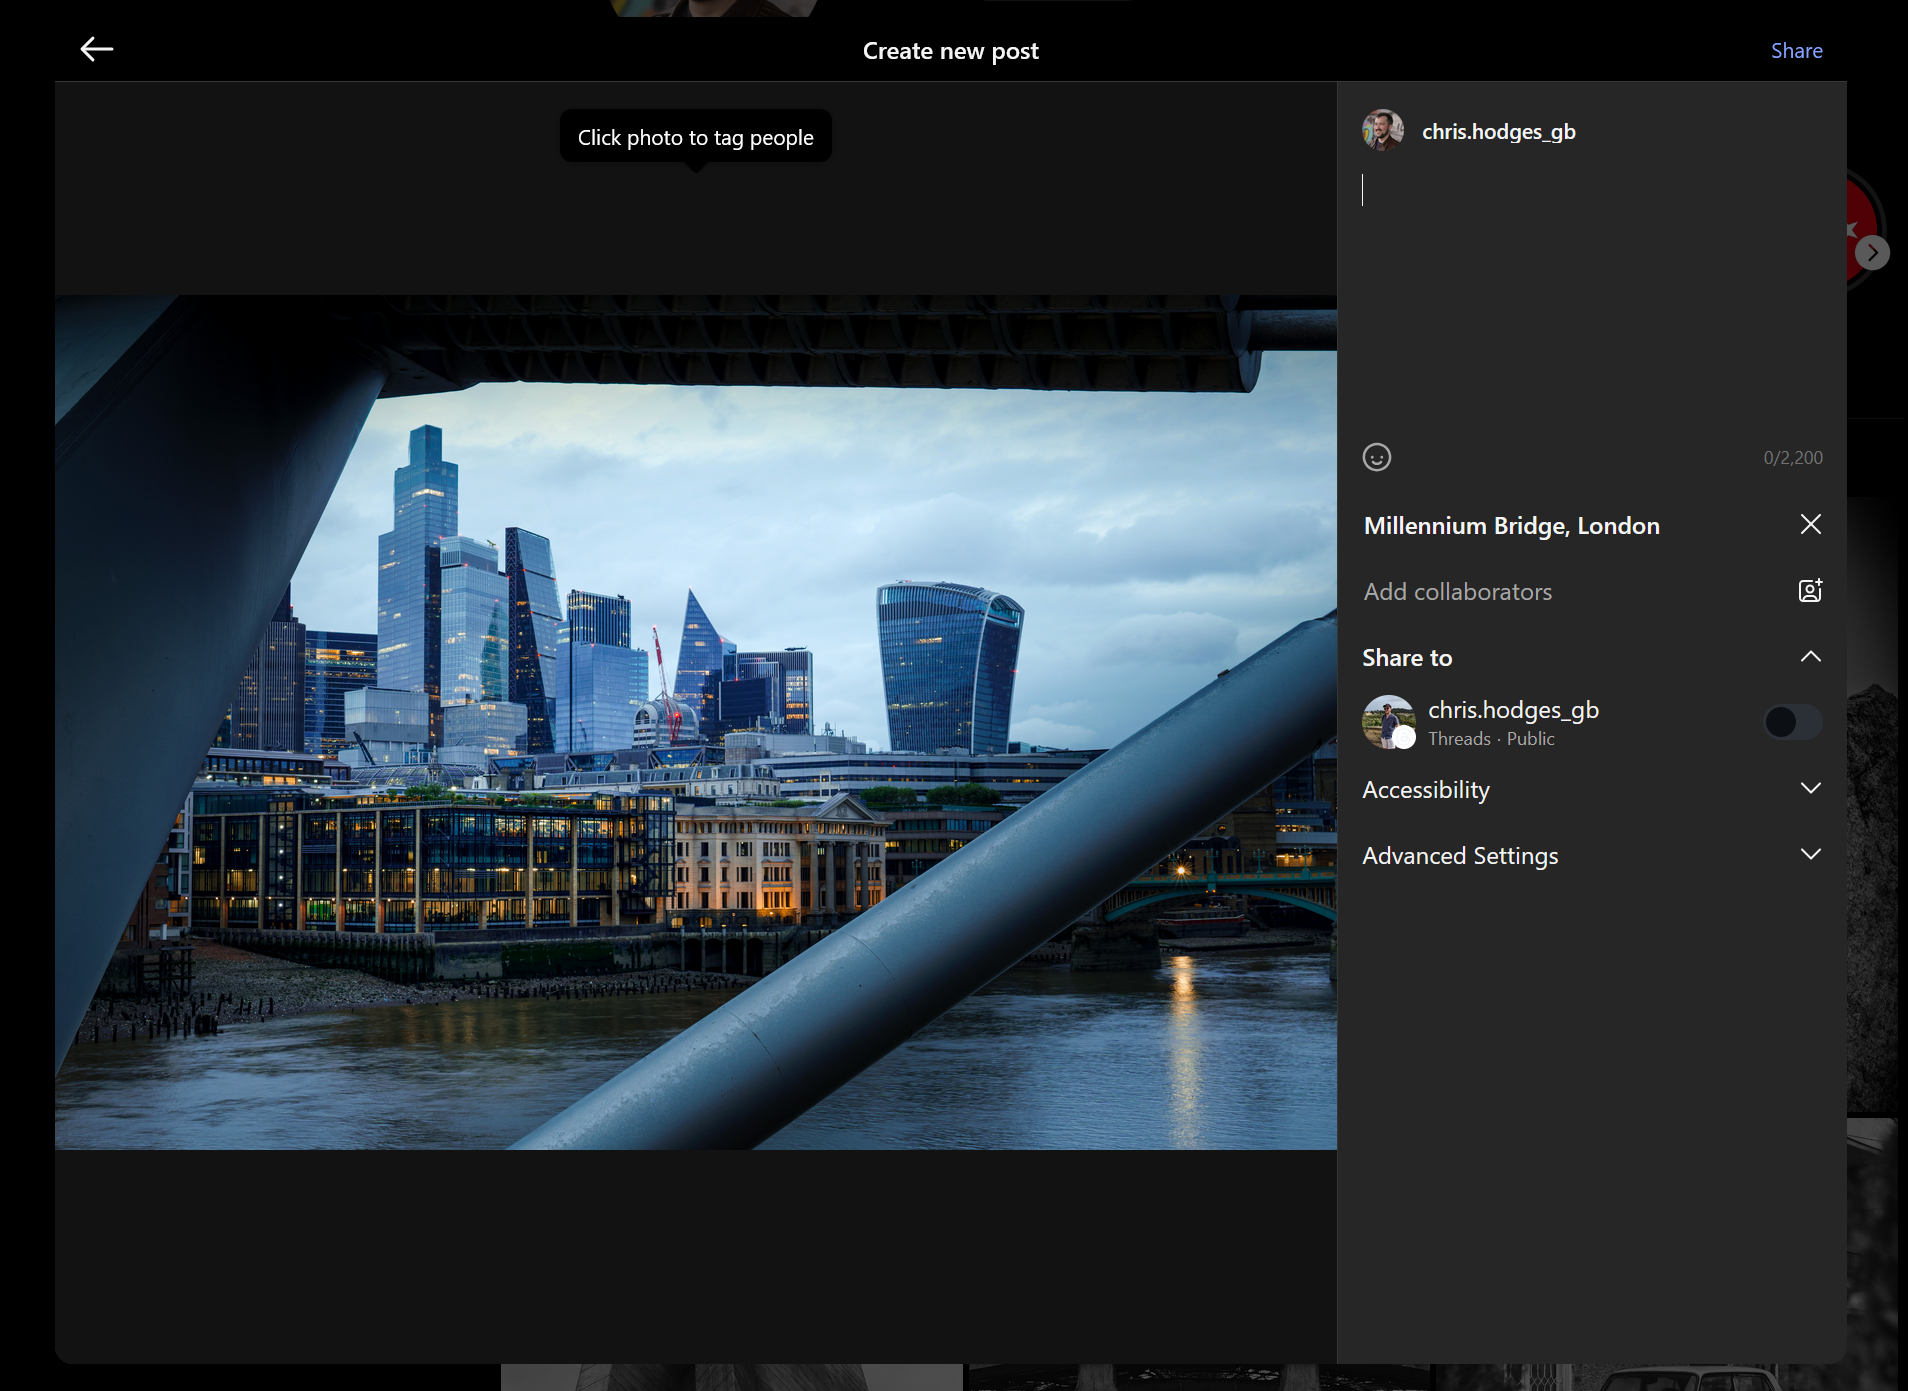 Create new post
Share
Click photo to tag people
chris.hodges_gb
0/2,200
Millennium Bridge, London
Add collaborators
Share to
chris.hodges_gb
Threads · Public
Accessibility
Advanced Settings